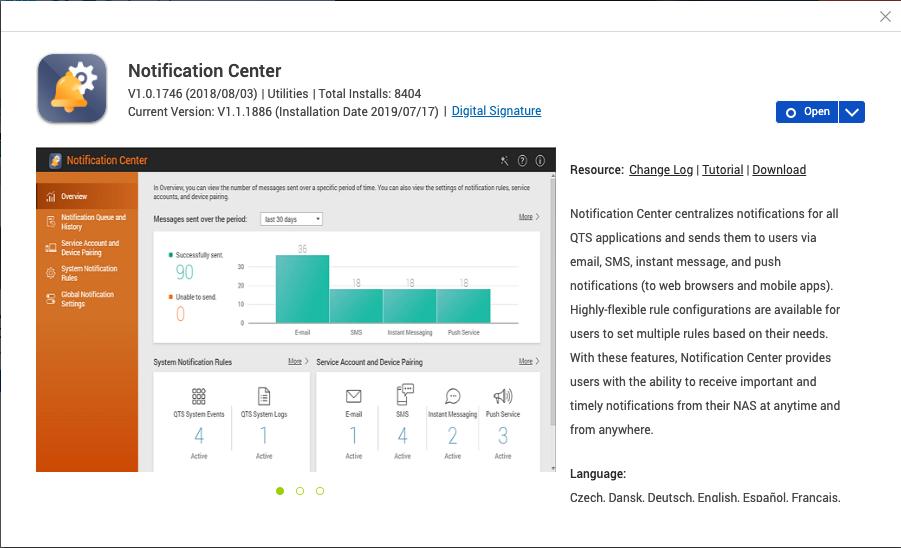 Notification Center
V1.0.1746 (2018/08/03) | Utilities | Total Installs: 8404
Current Version: V1.1.1886 (Installation Date 2019/07/17) | Digital Signature
Open
Notification Center
Overview
Notification Queue and
History
Service Account and
Device Pairing
System Notification
Rules
Global Notification
Settings
In Overview, you can view the number of messages sent over a specific period of time. You can also view the settings of notification rules, service
accounts, and device pairing.
Messages sent over the period: last 30 days More
Successfully sent.
90
Unable to send.
0
30
20
10
0
36
18
18
18
E-mail SMS Instant Messaging Push Service
System Notification Rules More
QTS System Events QTS System Logs
4 1
Active Active
Service Account and Device Pairing More
E-mail SMS Instant Messaging Push Service
1 4 2 3
Active Active Active Active
Resource: Change Log | Tutorial | Download
Notification Center centralizes notifications for all
QTS applications and sends them to users via
email, SMS, instant message, and push
notifications (to web browsers and mobile apps).
Highly-flexible rule configurations are available for
users to set multiple rules based on their needs.
With these features, Notification Center provides
users with the ability to receive important and
timely notifications from their NAS at anytime and
from anywhere.
Language:
Czech, Dansk, Deutsch, English, Español, Francais,